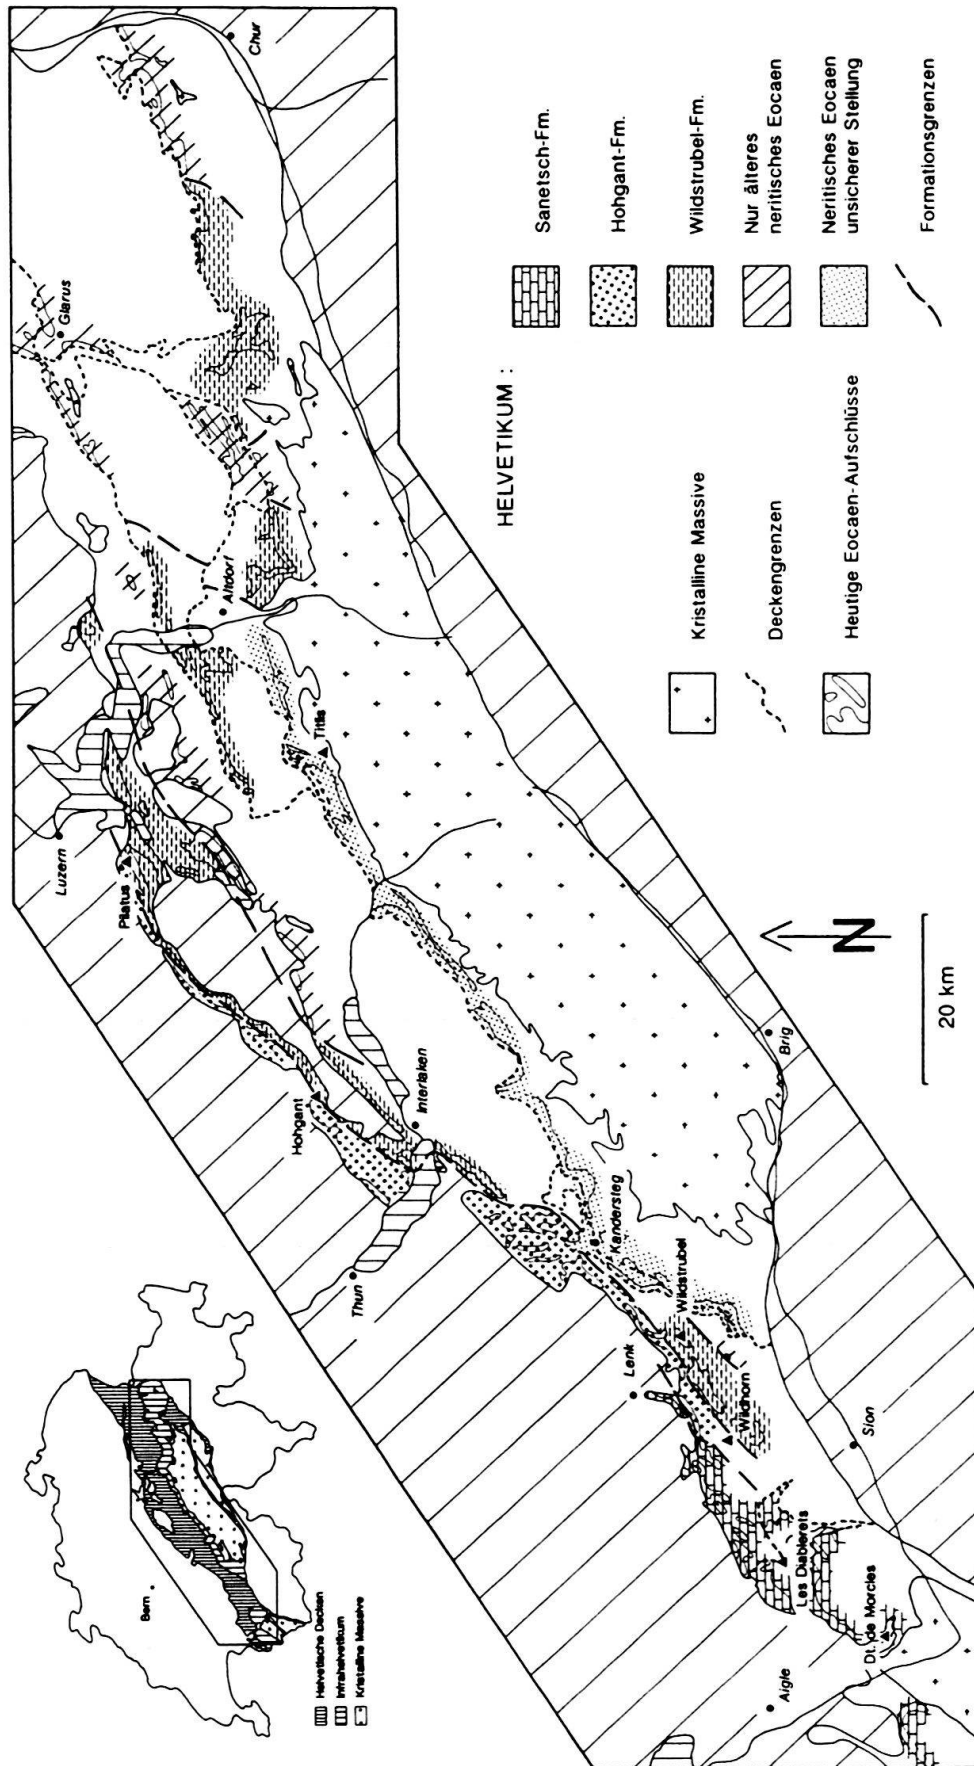 Bern
Helvetische Decken
Infrahelvetikum
Kristalline Massive
Luzern
Pilatus
Glarus
Chur
Altdorf
Titlis
Hohgant
Interlaken
Thun
Kandersteg
Lenk
Wildstrubel
Wildhorn
Brig
Sion
Les Diablerets
Dt. de Morcles
Aigle
N
20 km
HELVETIKUM :
Kristalline Massive
Deckengrenzen
Heutige Eocaen-Aufschlüsse
Sanetsch-Fm.
Hohgant-Fm.
Wildstrubel-Fm.
Nur älteres
neritisches Eocaen
Neritisches Eocaen
unsicherer Stellung
Formationsgrenzen